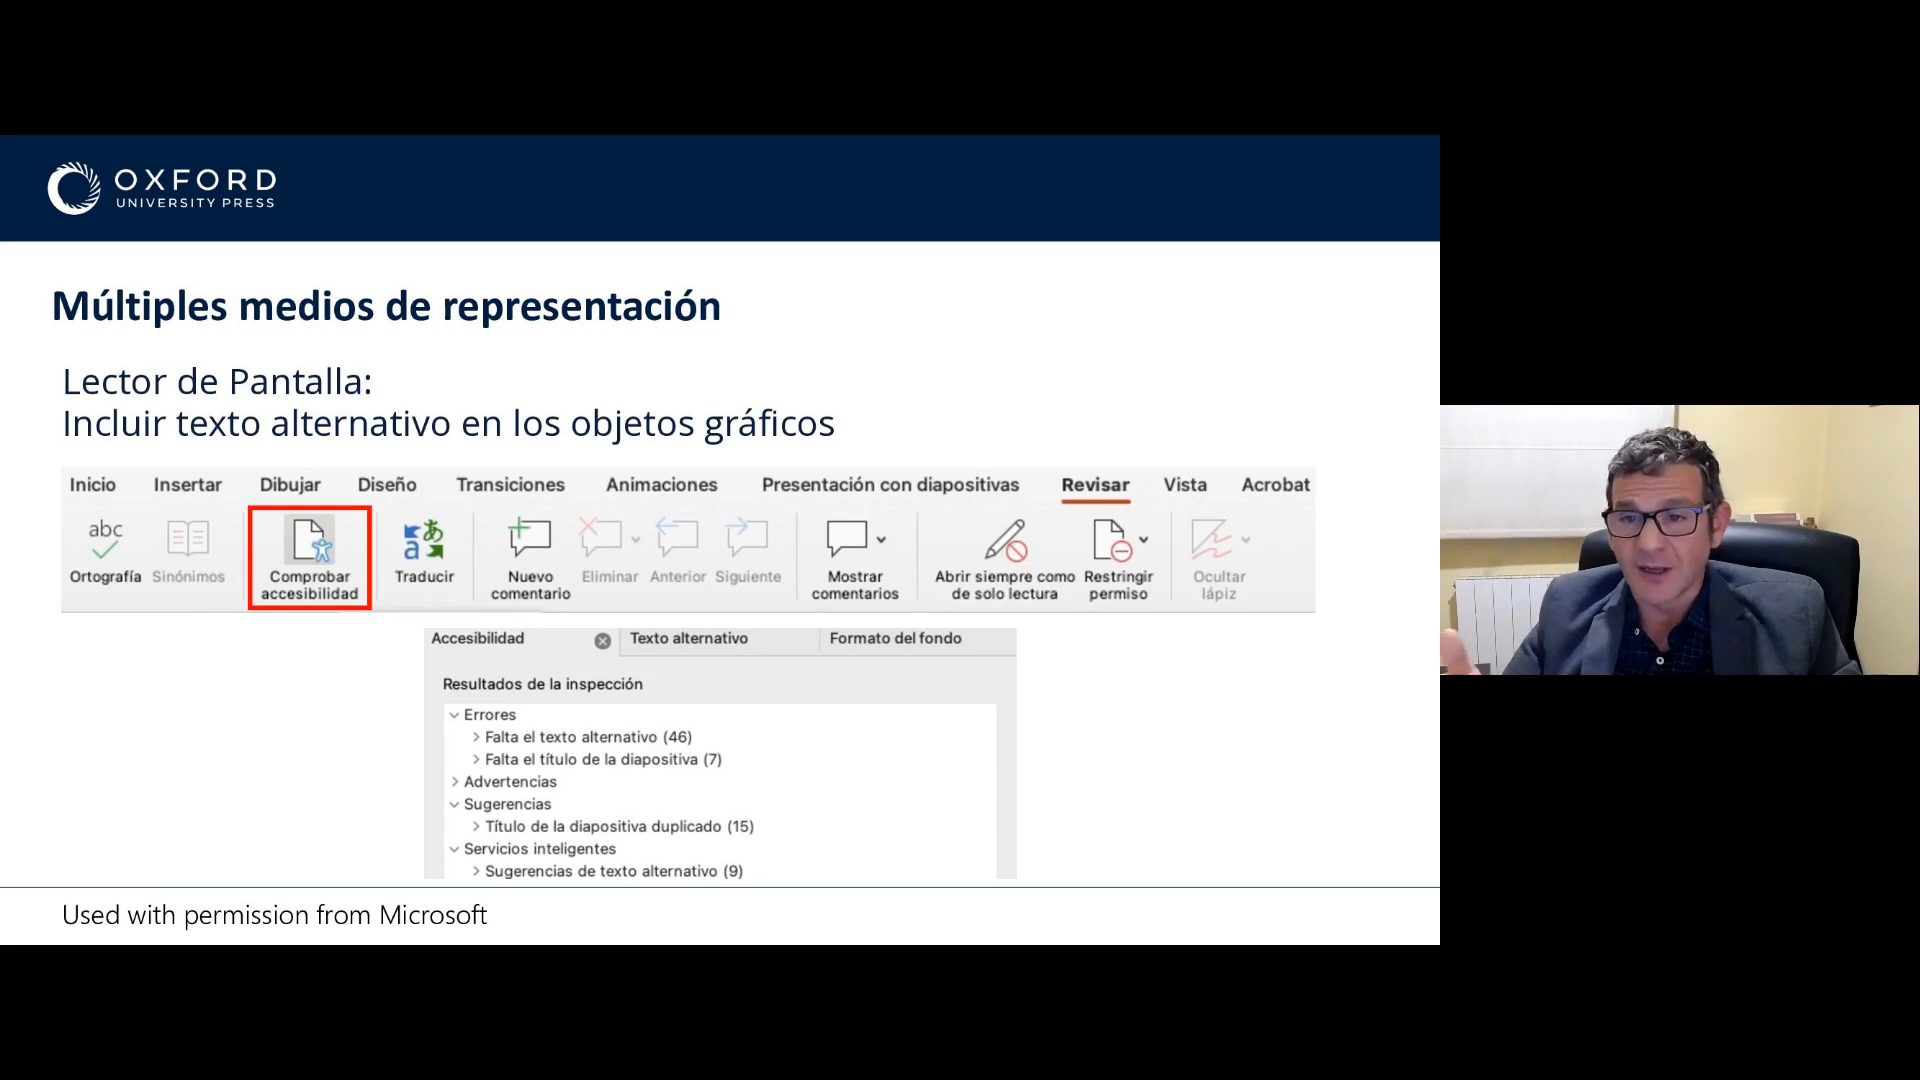 OXFORD
UNIVERSITY PRESS
Múltiples medios de representación
Lector de Pantalla:
Incluir texto alternativo en los objetos gráficos
Inicio Insertar Dibujar Diseño Transiciones Animaciones Presentación con diapositivas Revisar Vista Acrobat
abc
Ortografía Sinónimos Comprobar accesibilidad Traducir Nuevo comentario Eliminar Anterior Siguiente Mostrar comentarios Abrir siempre como de solo lectura Restringir permiso Ocultar lápiz
Accesibilidad Texto alternativo Formato del fondo
Resultados de la inspección
Errores
Falta el texto alternativo (46)
Falta el título de la diapositiva (7)
Advertencias
Sugerencias
Título de la diapositiva duplicado (15)
Servicios inteligentes
Sugerencias de texto alternativo (9)
Used with permission from Microsoft